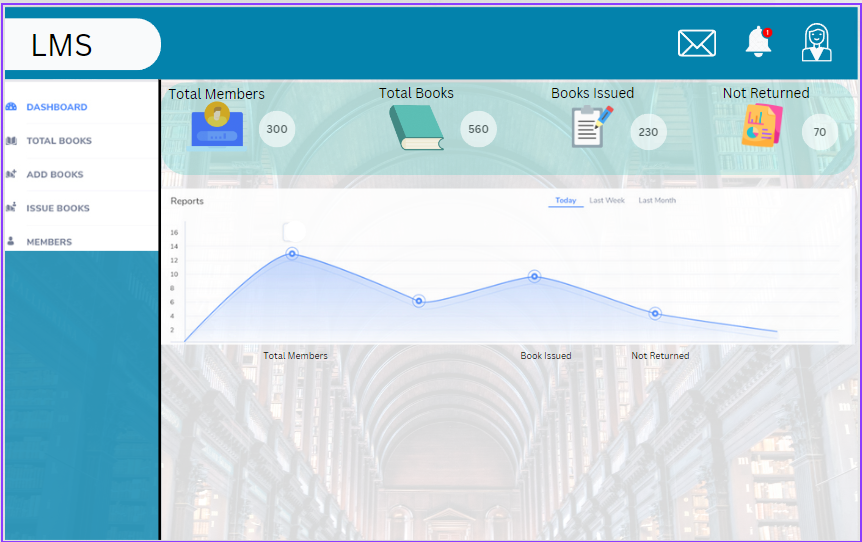 LMS
1
DASHBOARD
TOTAL BOOKS
ADD BOOKS
ISSUE BOOKS
MEMBERS
Total Members
300
Total Books
560
Books Issued
230
Not Returned
70
Reports
Today Last Week Last Month
16
14
12
10
8
6
4
2
Total Members Book Issued Not Returned